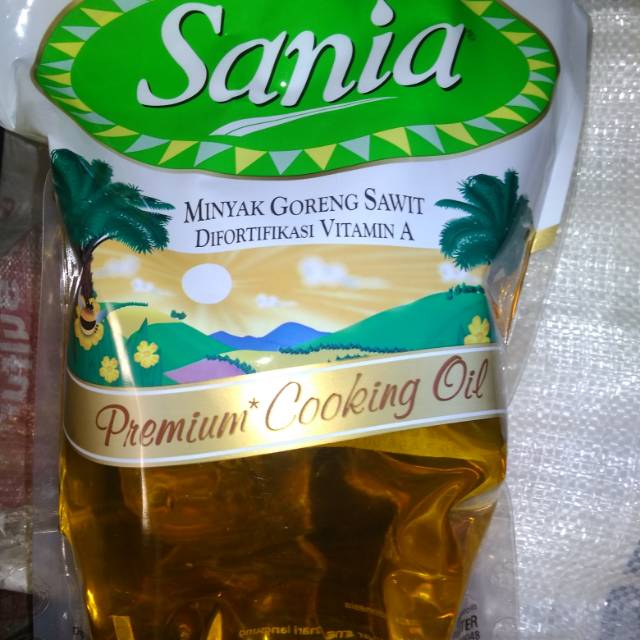 Sania
MINYAK GORENG SAWIT
DIFORTIFIKASI VITAMIN A
Premium* Cooking Oil